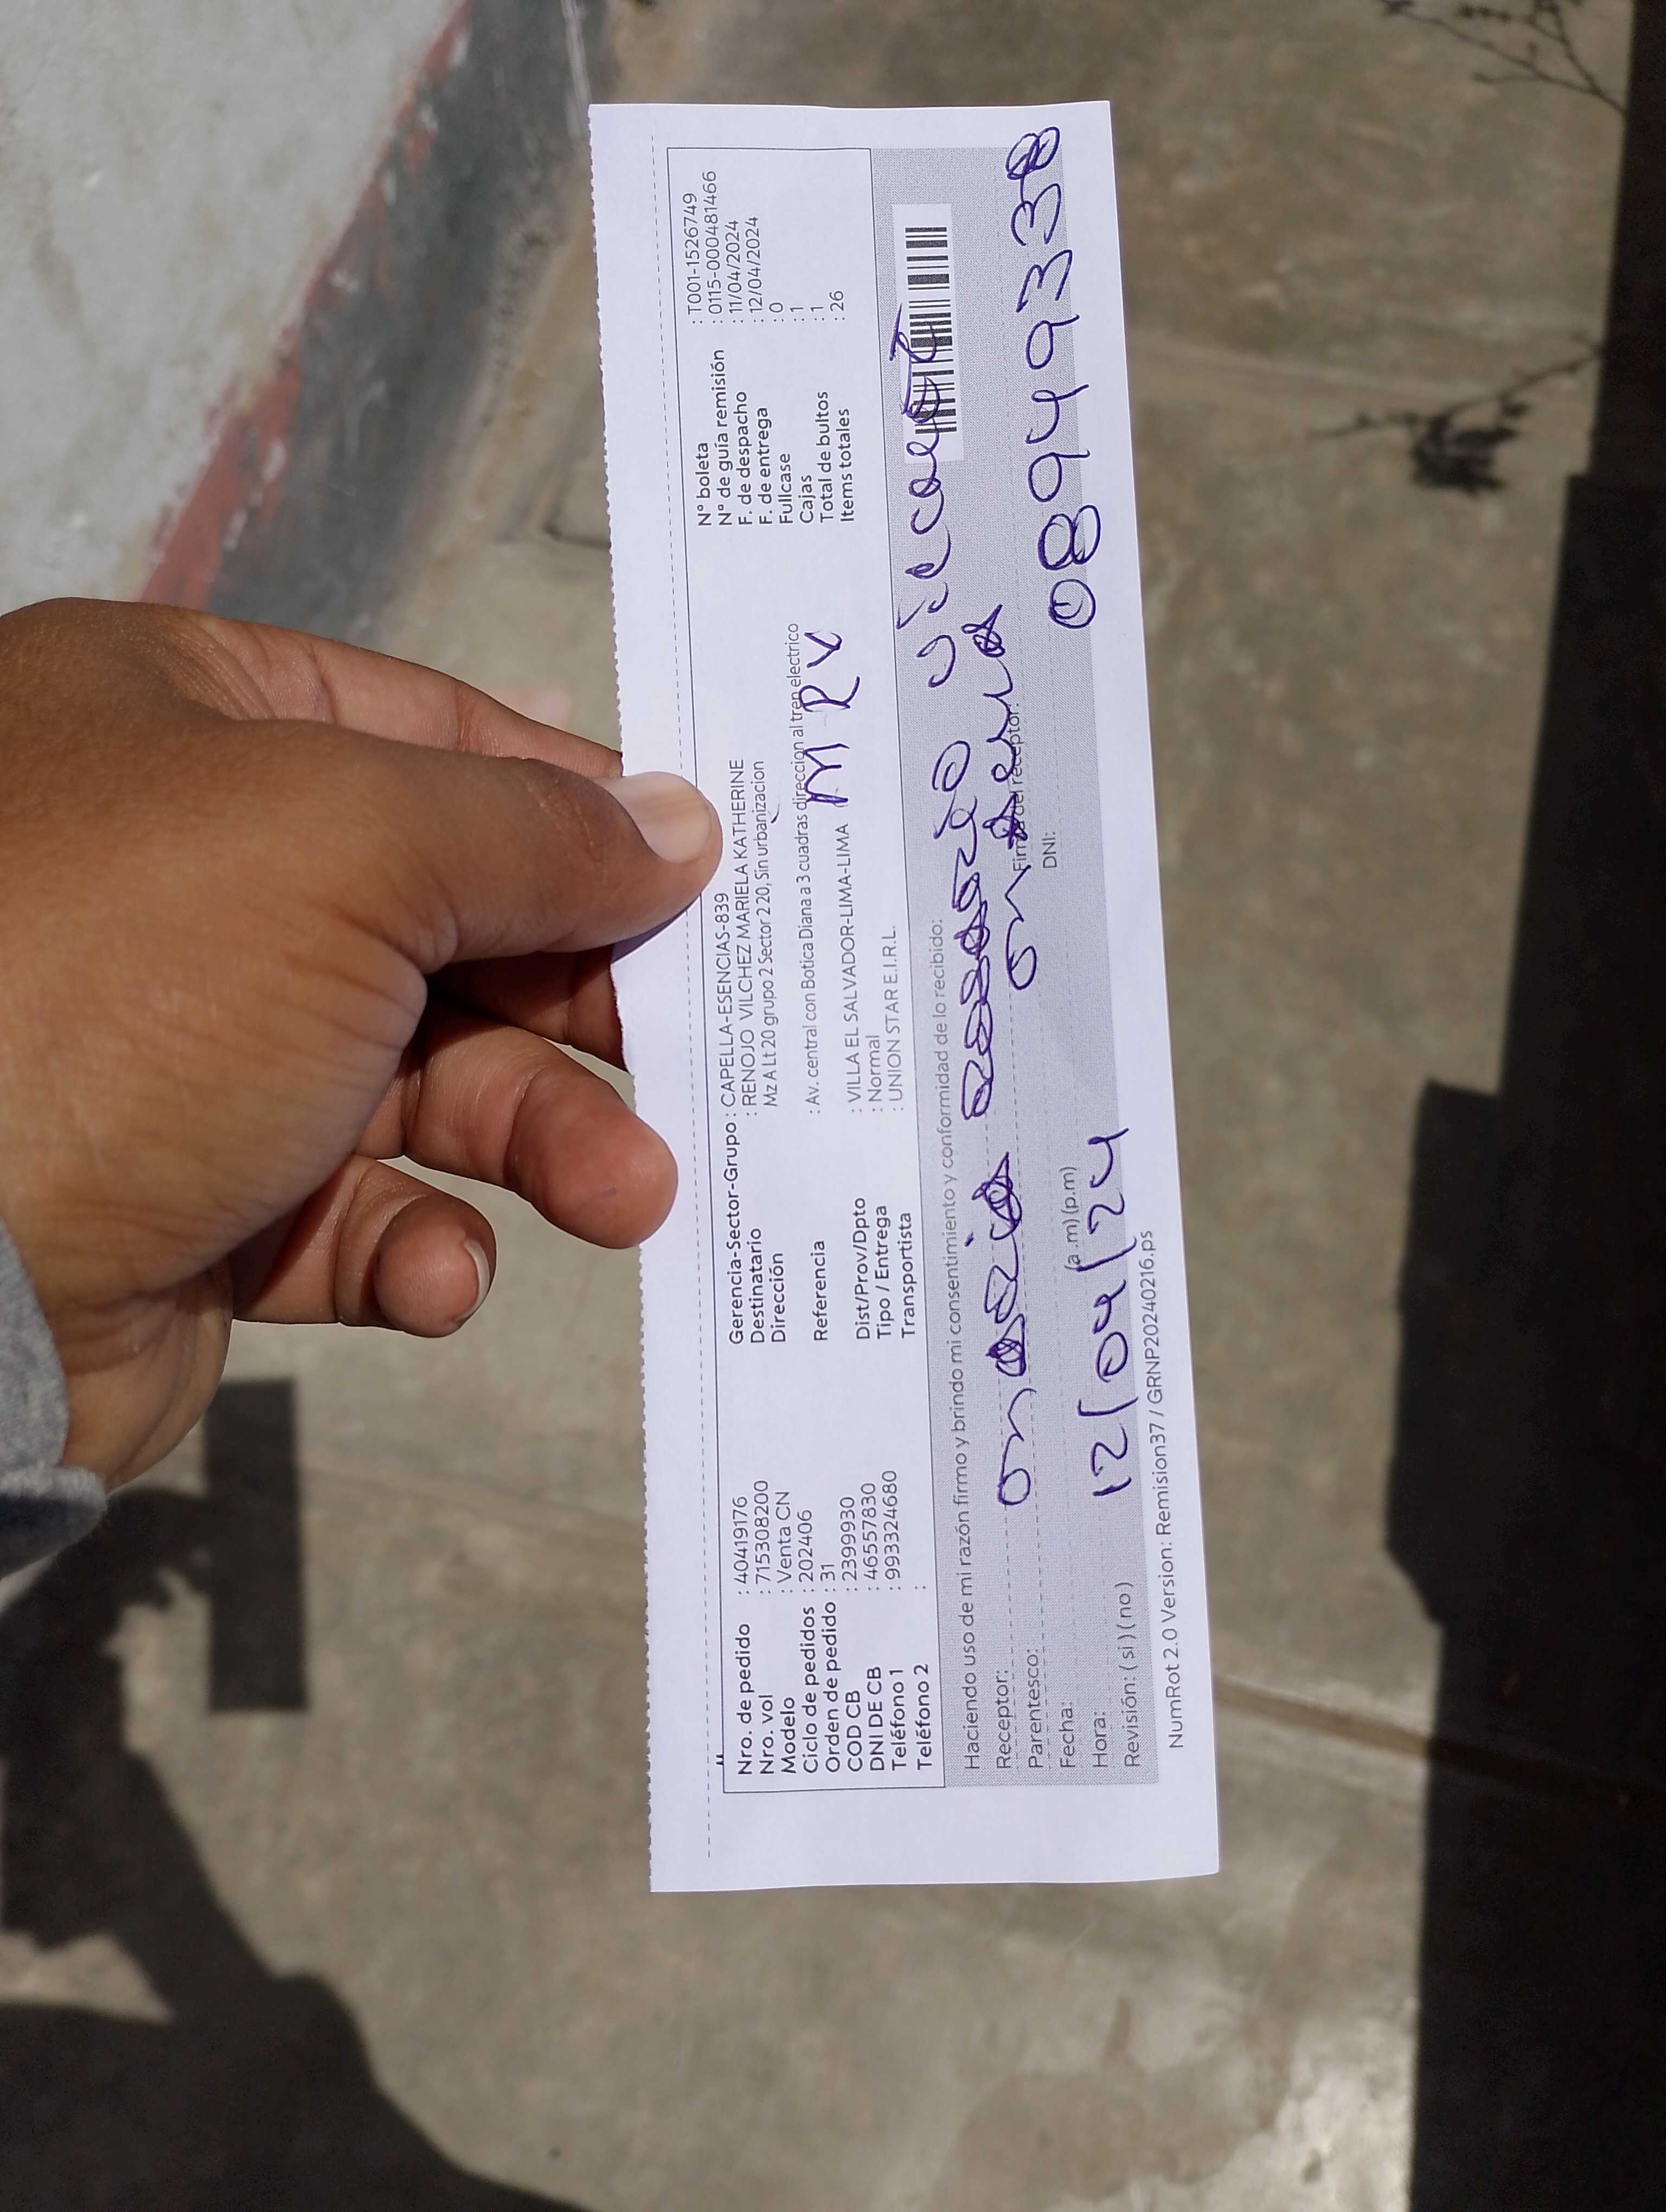 Nro. de pedido : 40419176
Nro. vol : 715308200
Modelo : Venta CN
Ciclo de pedidos : 202406
Orden de pedido : 31
COD CB : 2399930
DNI DE CB : 46557830
Teléfono 1 : 993324680
Teléfono 2 :
Gerencia-Sector-Grupo : CAPELLA-ESENCIAS-839
Destinatario : RENOJO VILCHEZ MARIELA KATHERINE
Dirección Mz A Lt 20 grupo 2 Sector 2 20, Sin urbanizacion
Referencia : Av. central con Botica Diana a 3 cuadras direccion al tren electrico
Dist/Prov/Dpto : VILLA EL SALVADOR-LIMA-LIMA
Tipo / Entrega : Normal
Transportista : UNION STAR E.I.R.L.
M R V
N° boleta : T001-1526749
N° de guía remisión : 0115-0004481466
F. de despacho : 11/04/2024
F. de entrega : 12/04/2024
Fullcase : 0
Cajas : 1
Total de bultos : 1
Items totales : 26
Haciendo uso de mi razón firmo y brindo mi consentimiento y conformidad de lo recibido:
Receptor: maria
Parentesco:
Firma del receptor:
Fecha: (a.m) (p.m)
DNI: 08949338
Hora: 12/04/24
Revisión: ( si ) ( no )
NumRot 2.0 Version: Remision37 / GRNP20240216.ps